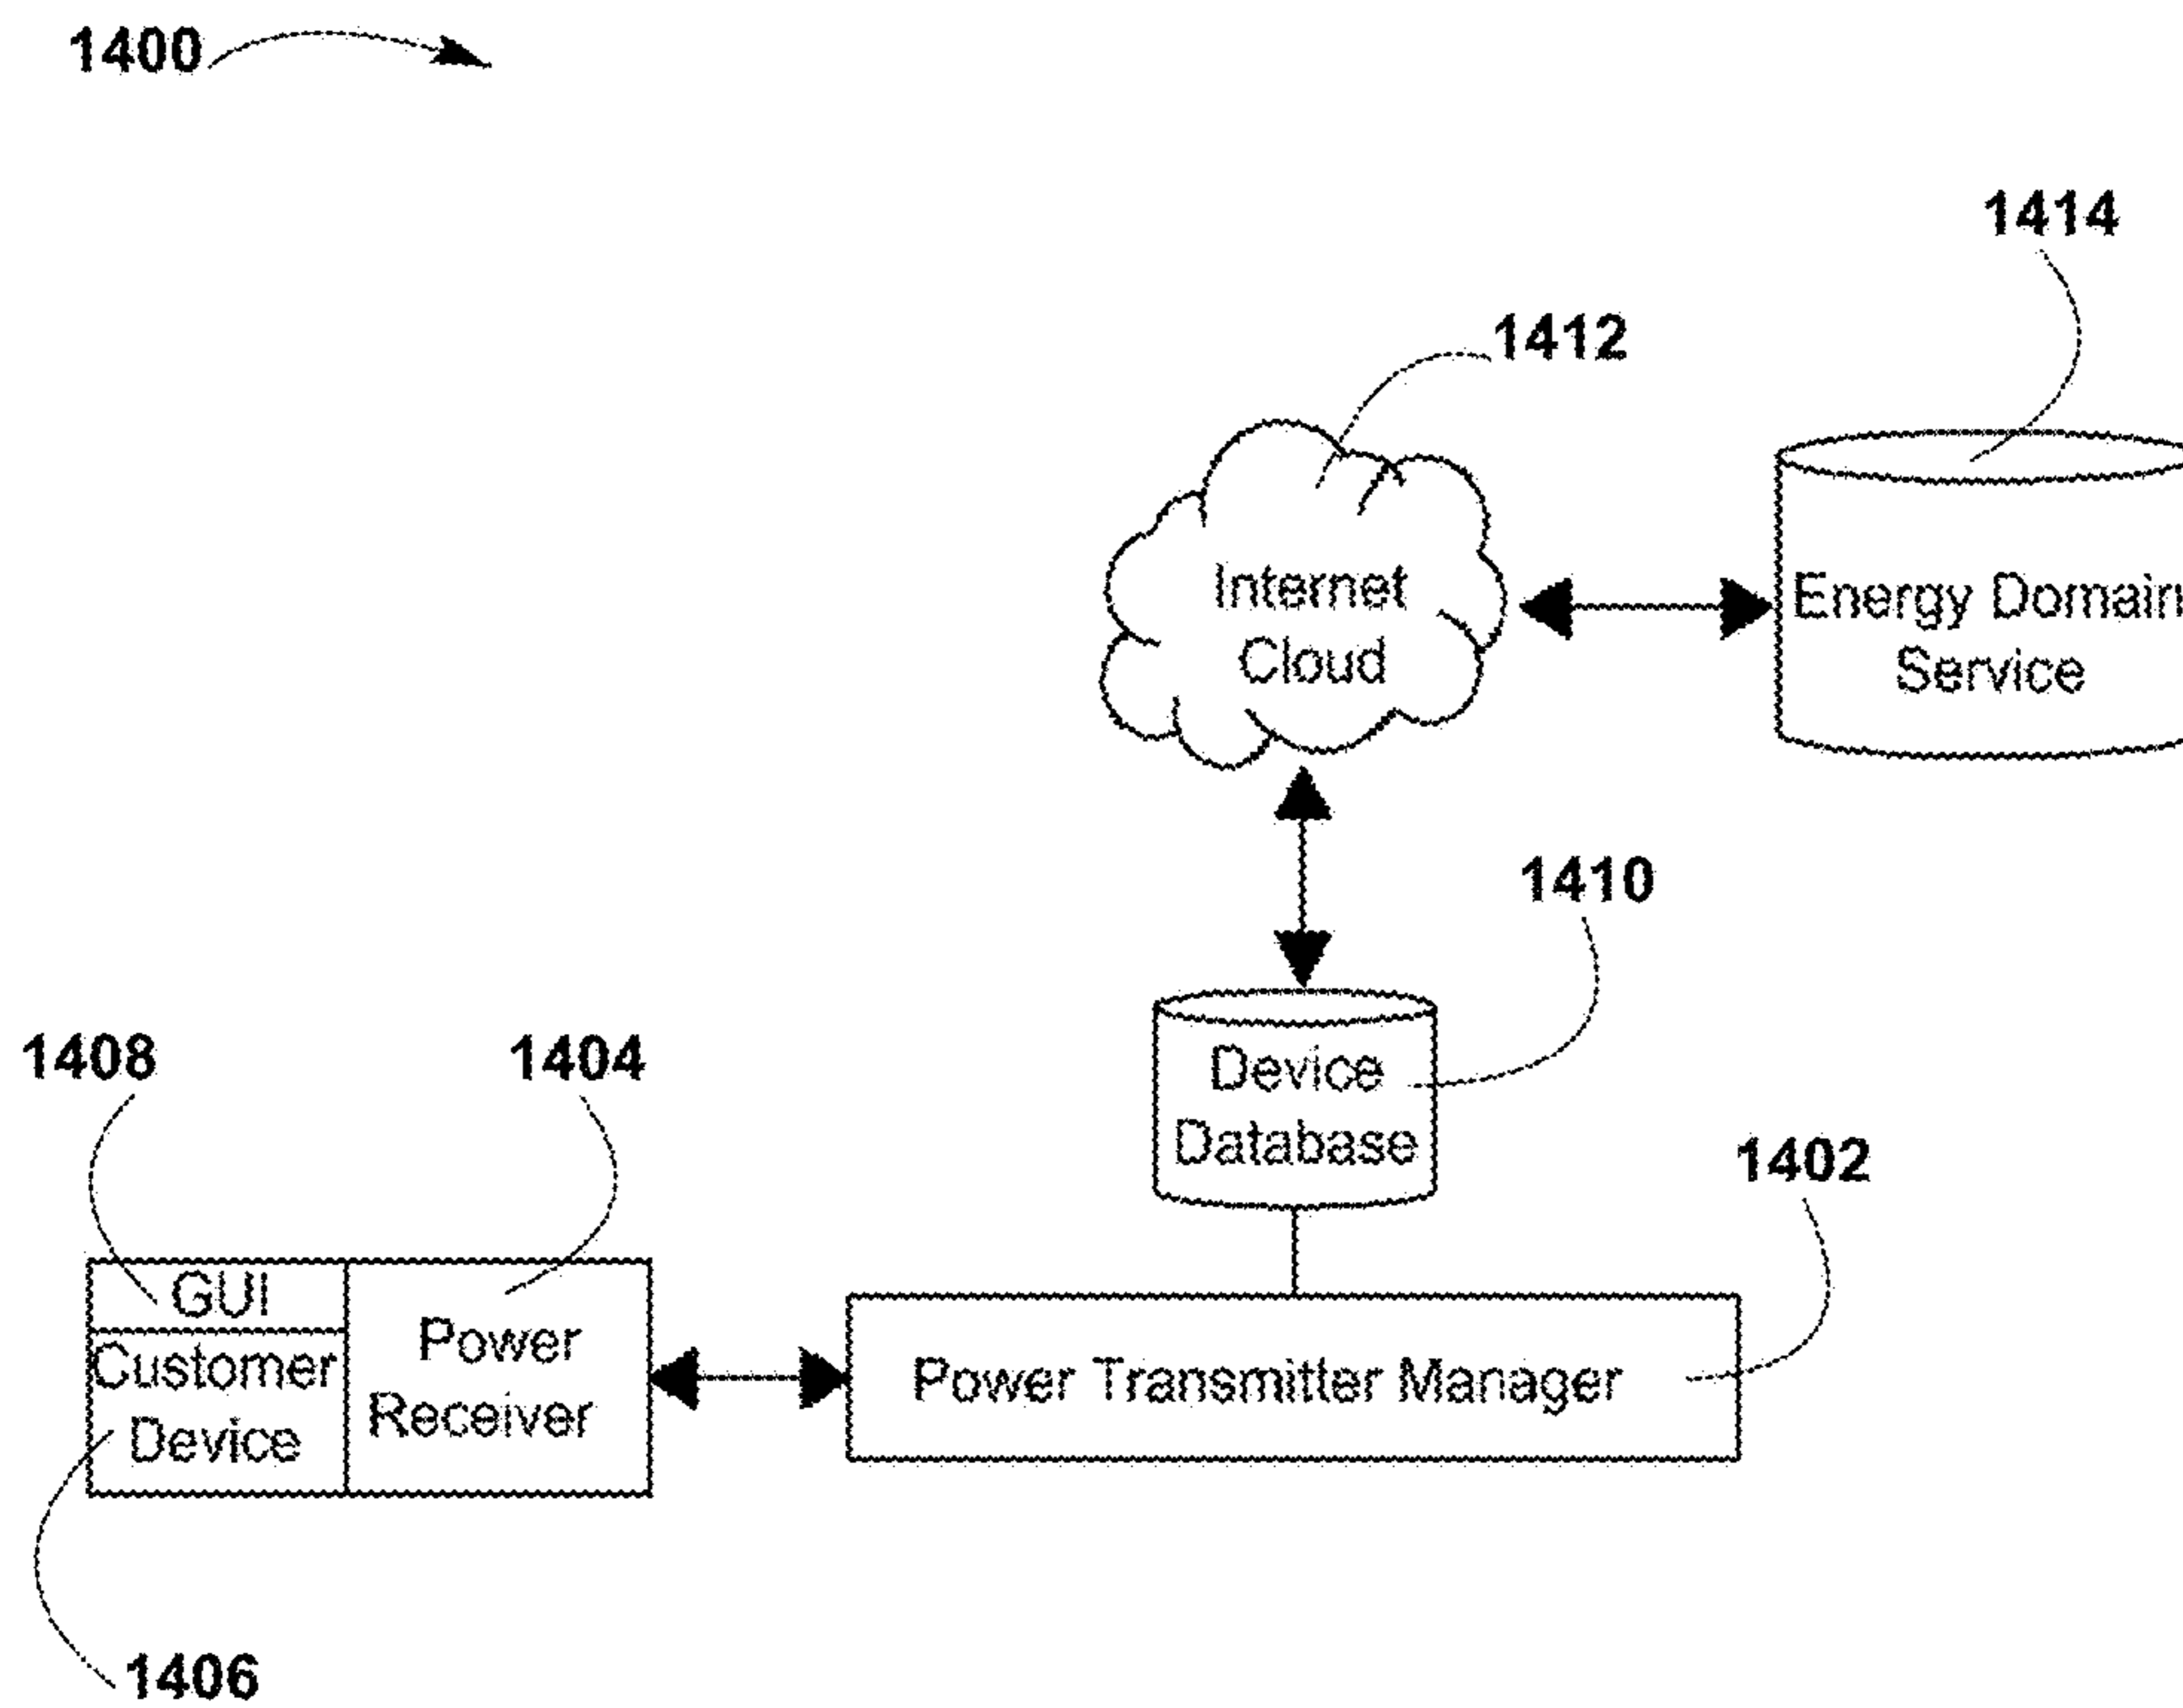 1400
1414
1412
Internet
Cloud
Energy Domain
Service
1410
Device
Database
1408
1404
1402
GUI
Customer
Device
Power
Receiver
Power Transmitter Manager
1406